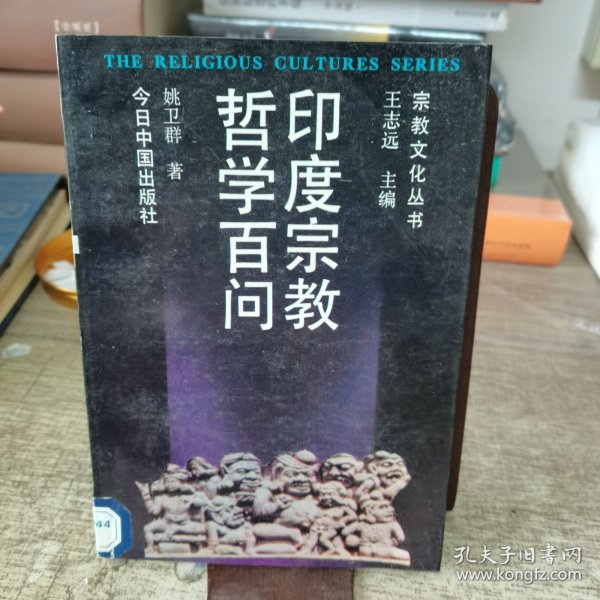 THE RELIGIOUS CULTURES SERIES
宗教文化丛书
王志远 主编
印度宗教
哲学百问
姚卫群 著
今日中国出版社
44
孔夫子旧书网
www.kongfz.com